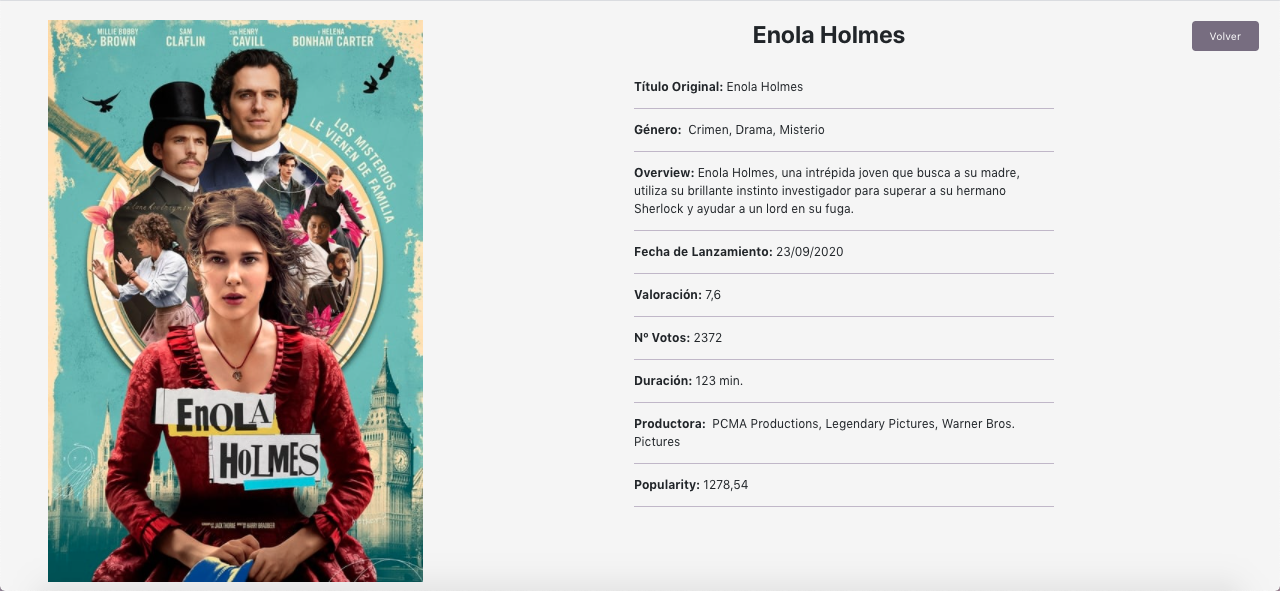 MILLIE BOBBY BROWN
SAM CLAFLIN
CON HENRY CAVILL
Y HELENA BONHAM CARTER
LOS MISTERIOS
LE VIENEN DE FAMILIA
ENOLA
HOLMES
Enola Holmes
Volver
Título Original: Enola Holmes
Género: Crimen, Drama, Misterio
Overview: Enola Holmes, una intrépida joven que busca a su madre,
utiliza su brillante instinto investigador para superar a su hermano
Sherlock y ayudar a un lord en su fuga.
Fecha de Lanzamiento: 23/09/2020
Valoración: 7,6
Nº Votos: 2372
Duración: 123 min.
Productora: PCMA Productions, Legendary Pictures, Warner Bros.
Pictures
Popularity: 1278,54